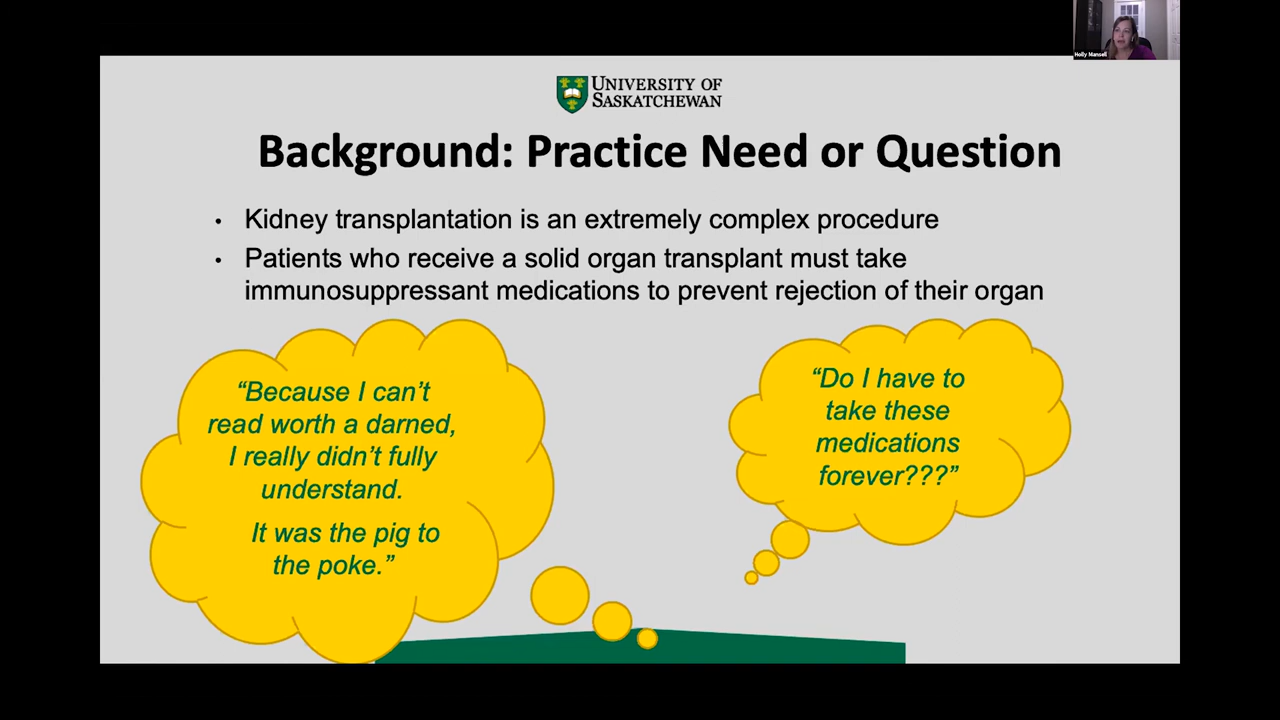 Holly Mansell
UNIVERSITY OF
SASKATCHEWAN
Background: Practice Need or Question
• Kidney transplantation is an extremely complex procedure
• Patients who receive a solid organ transplant must take
immunosuppressant medications to prevent rejection of their organ
“Because I can’t
read worth a darned,
I really didn’t fully
understand.
It was the pig to
the poke.”
“Do I have to
take these
medications
forever???”